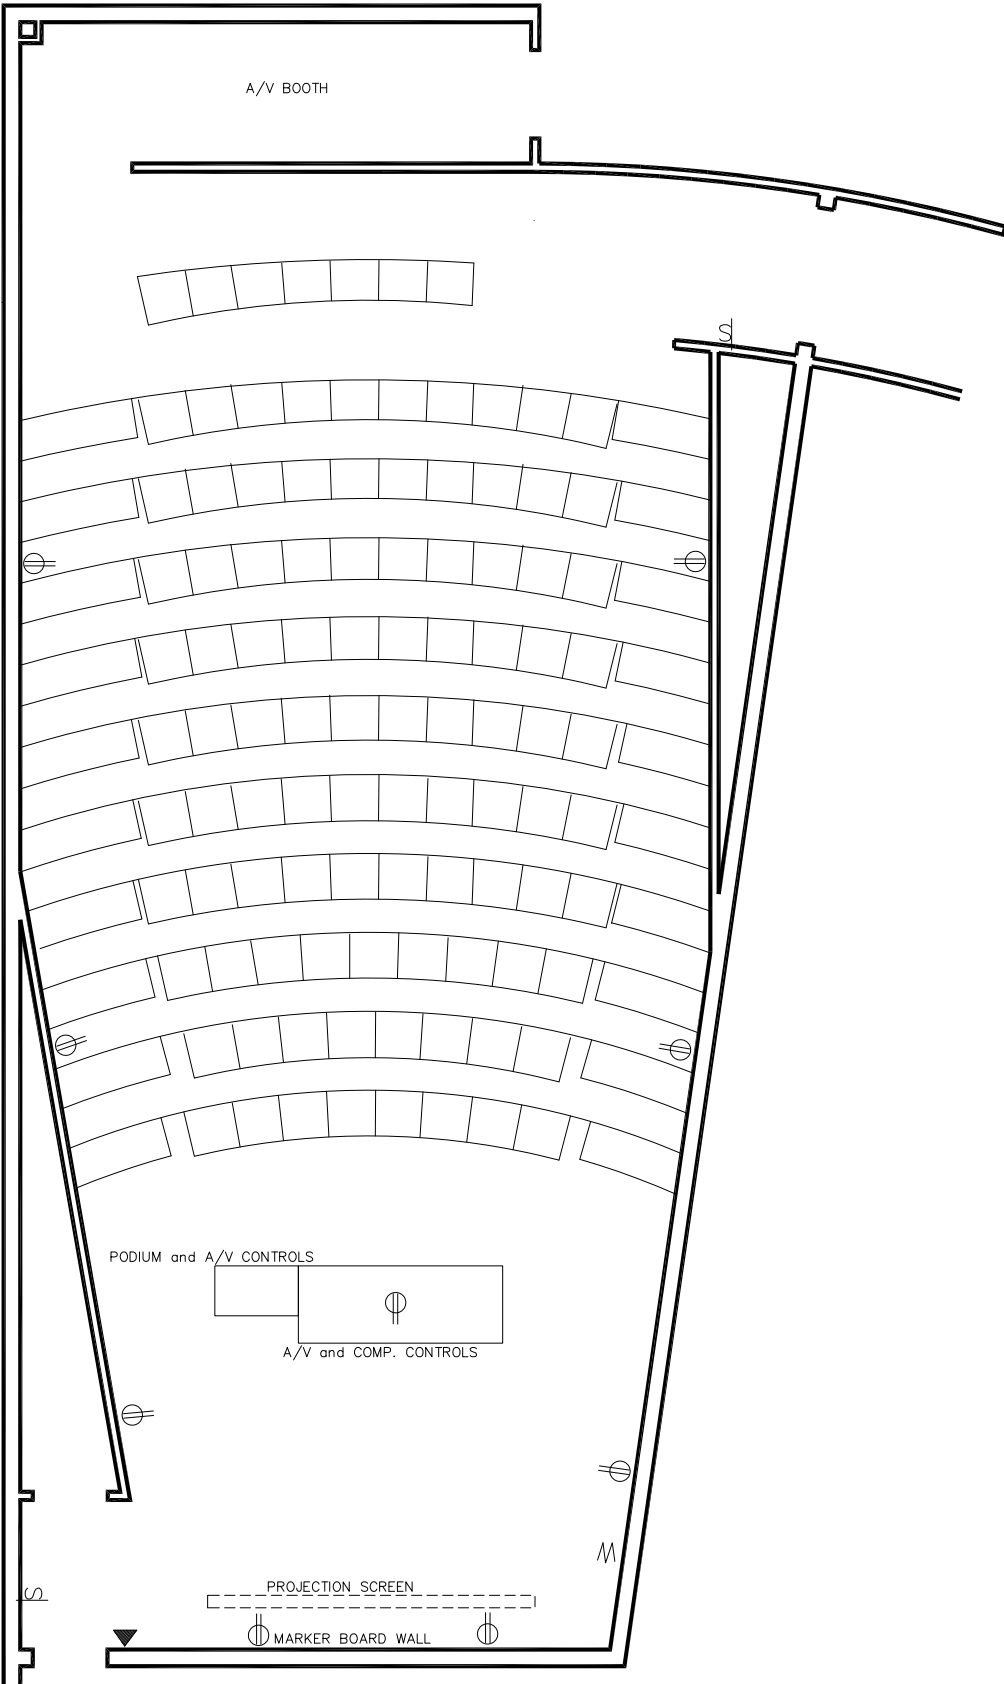 A/V BOOTH
S
PODIUM and A/V CONTROLS
A/V and COMP. CONTROLS
M
S
PROJECTION SCREEN
MARKER BOARD WALL